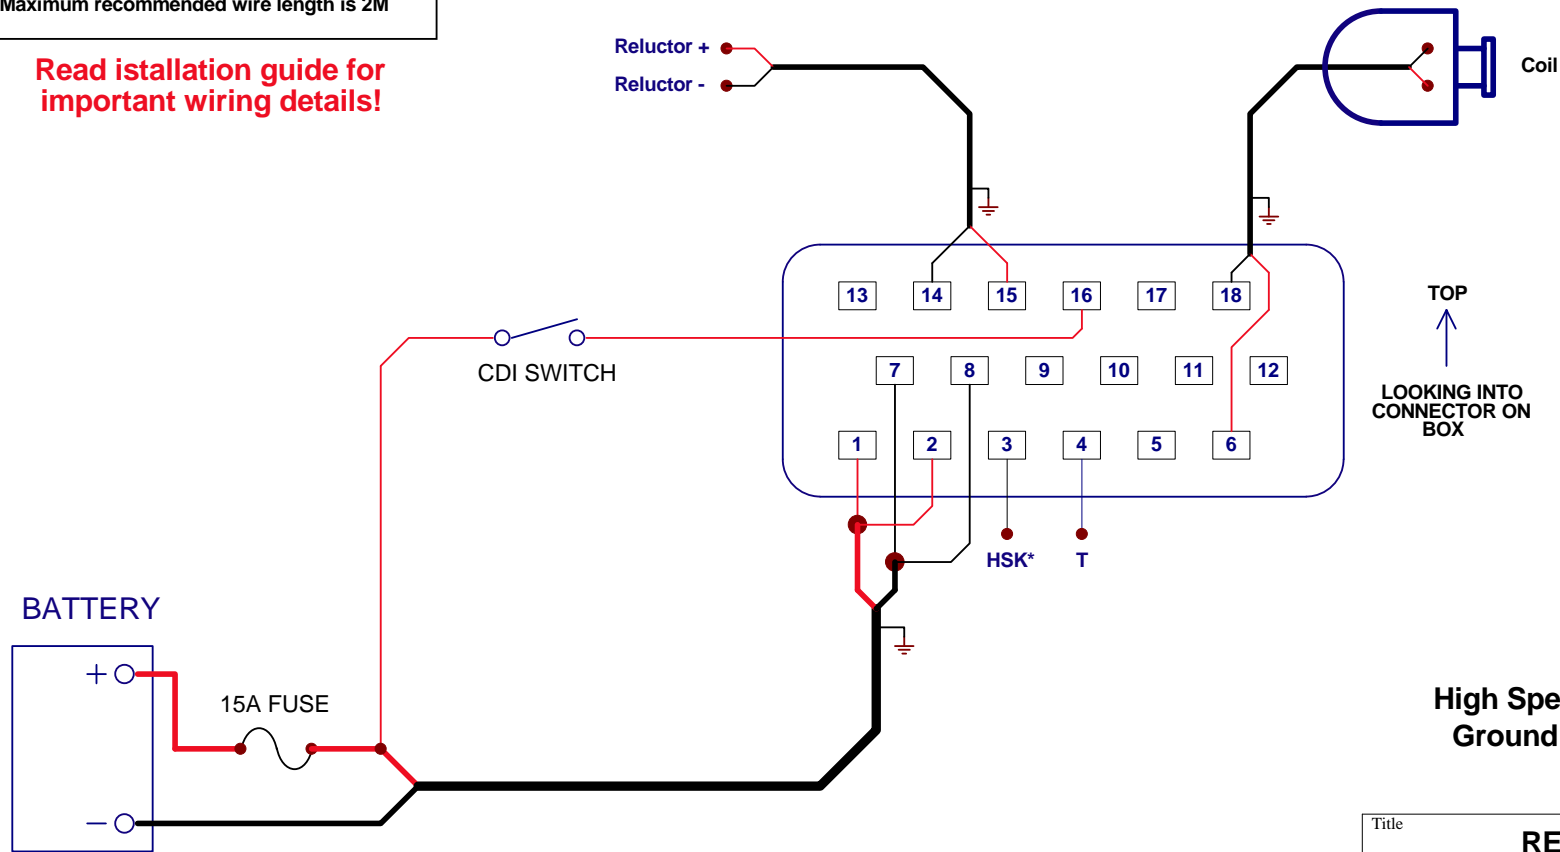 Maximum recommended wire length is 2M
Read istallation guide for
important wiring details!
Reluctor +
Reluctor -
Coil
13 14 15 16 17 18
CDI SWITCH
7 8 9 10 11 12
1 2 3 4 5 6
TOP
LOOKING INTO
CONNECTOR ON
BOX
HSK* T
BATTERY
+
15A FUSE
−
High Spe
Ground
Title
RE